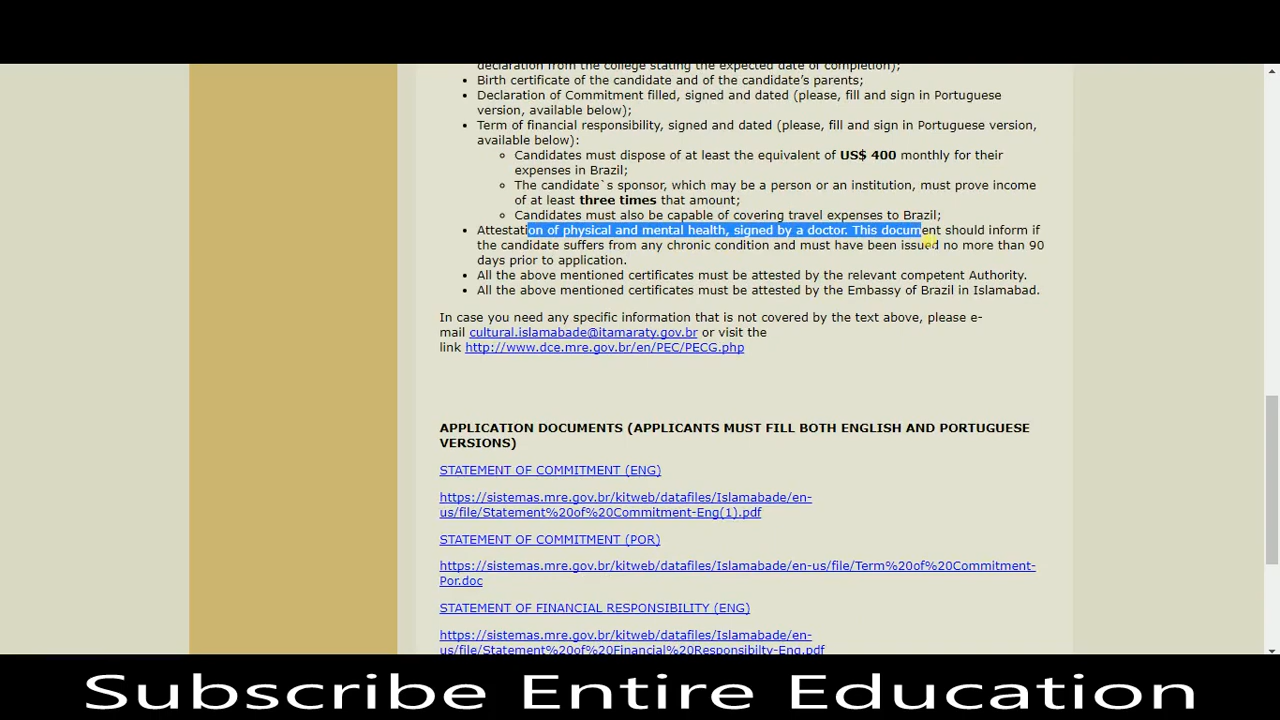 declaration from the college stating the expected date of completion);
Birth certificate of the candidate and of the candidate's parents;
Declaration of Commitment filled, signed and dated (please, fill and sign in Portuguese
version, available below);
Term of financial responsibility, signed and dated (please, fill and sign in Portuguese version,
available below):
Candidates must dispose of at least the equivalent of US$ 400 monthly for their
expenses in Brazil;
The candidate`s sponsor, which may be a person or an institution, must prove income
of at least three times that amount;
Candidates must also be capable of covering travel expenses to Brazil;
Attestation of physical and mental health, signed by a doctor. This document should inform if
the candidate suffers from any chronic condition and must have been issued no more than 90
days prior to application.
All the above mentioned certificates must be attested by the relevant competent Authority.
All the above mentioned certificates must be attested by the Embassy of Brazil in Islamabad.
In case you need any specific information that is not covered by the text above, please e-
mail cultural.islamabade@itamaraty.gov.br or visit the
link http://www.dce.mre.gov.br/en/PEC/PECG.php
APPLICATION DOCUMENTS (APPLICANTS MUST FILL BOTH ENGLISH AND PORTUGUESE
VERSIONS)
STATEMENT OF COMMITMENT (ENG)
https://sistemas.mre.gov.br/kitweb/datafiles/Islamabade/en-
us/file/Statement%20of%20Commitment-Eng(1).pdf
STATEMENT OF COMMITMENT (POR)
https://sistemas.mre.gov.br/kitweb/datafiles/Islamabade/en-us/file/Term%20of%20Commitment-
Por.doc
STATEMENT OF FINANCIAL RESPONSIBILITY (ENG)
https://sistemas.mre.gov.br/kitweb/datafiles/Islamabade/en-
us/file/Statement%20of%20Financial%20Responsibilty-Eng.pdf
Subscribe Entire Education